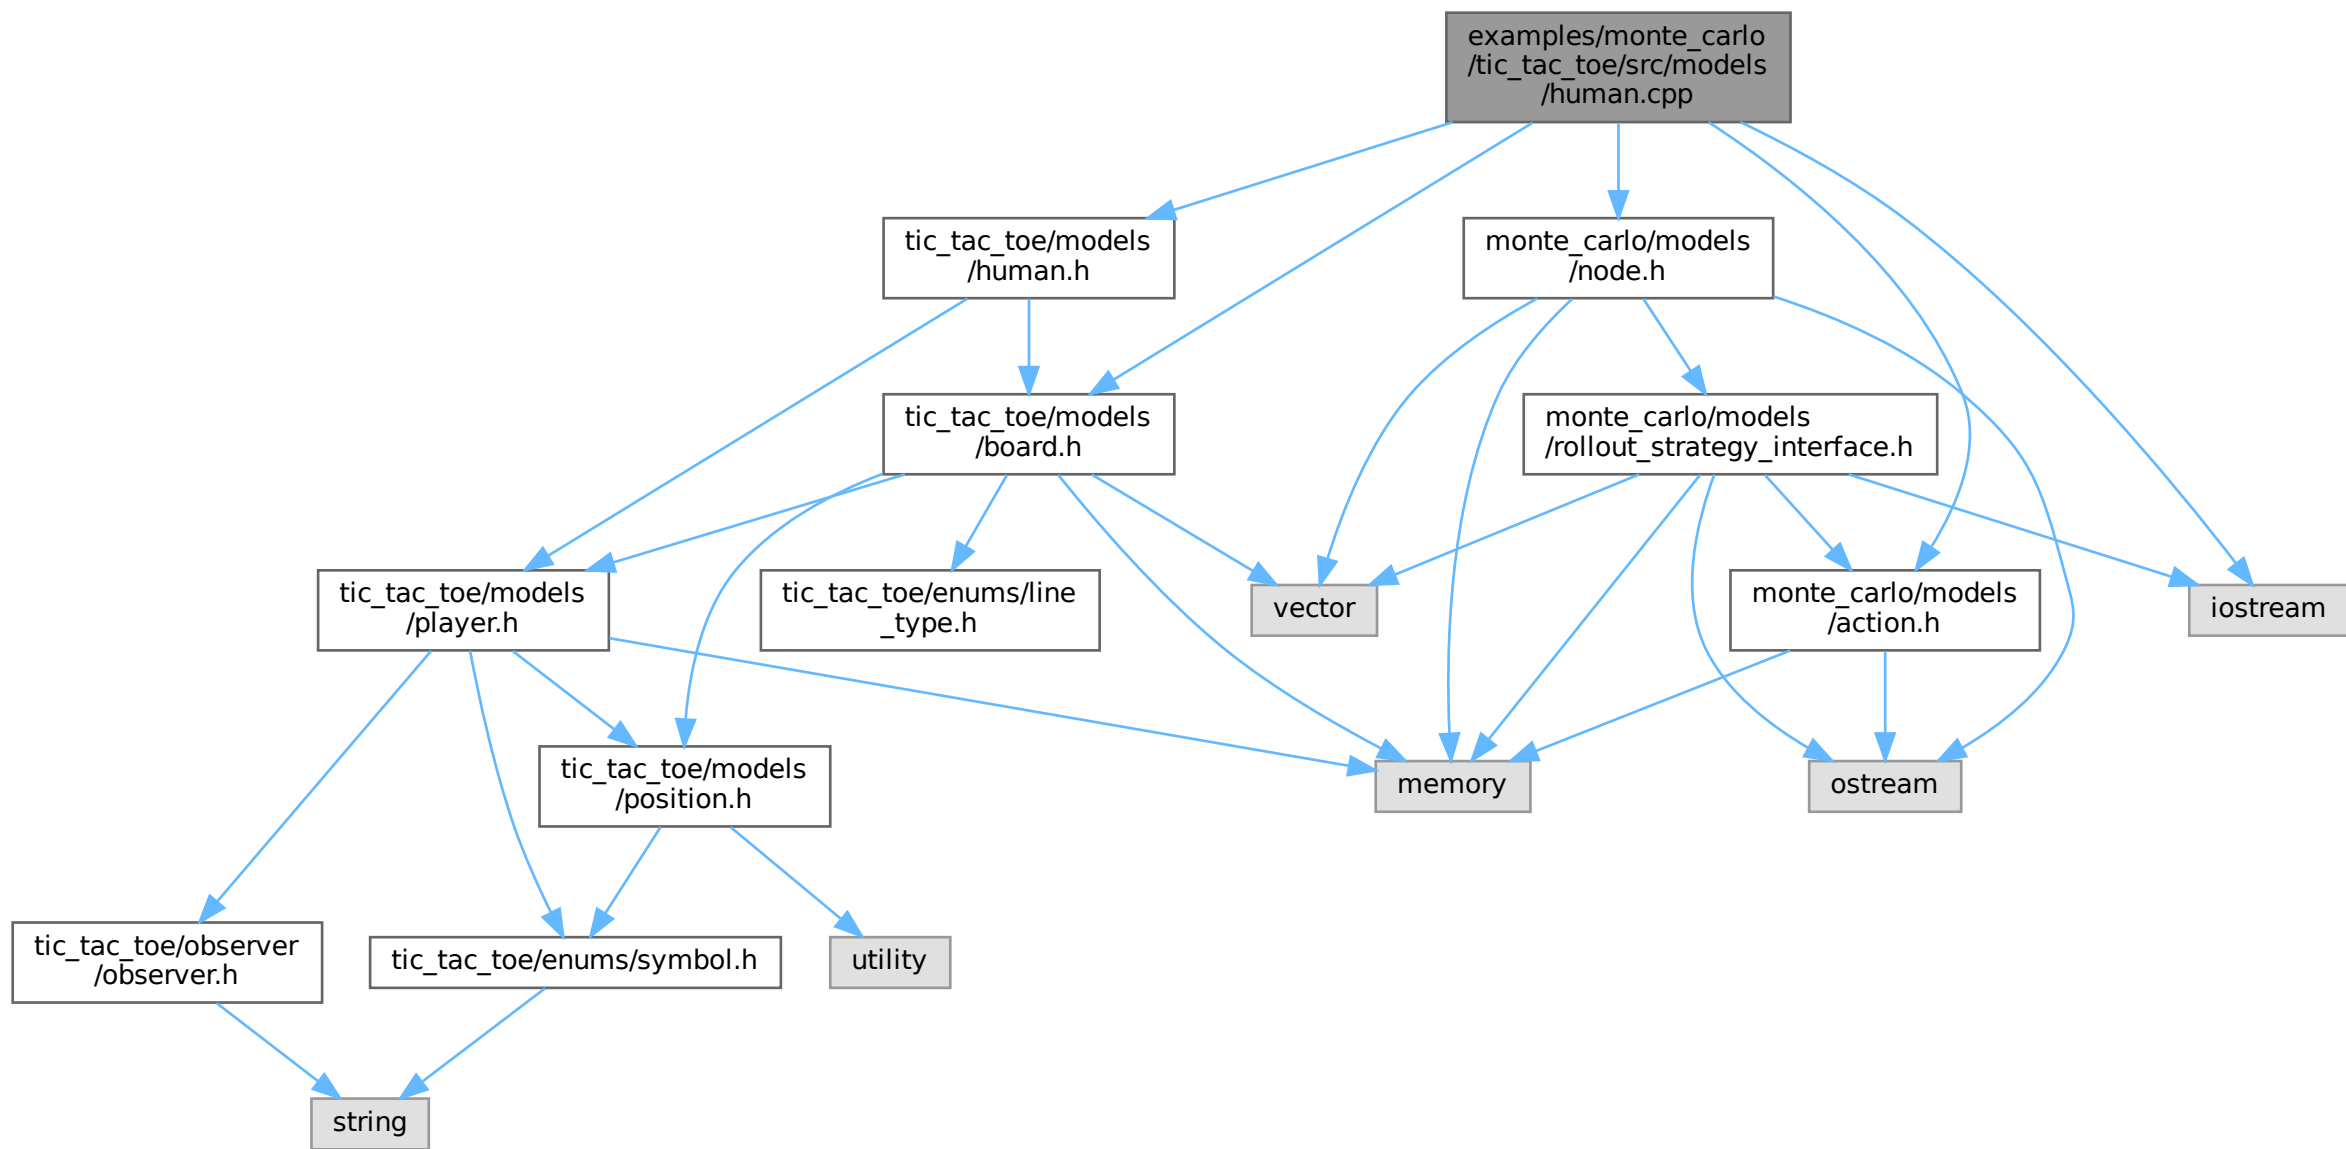 examples/monte_carlo
/tic_tac_toe/src/models
/human.cpp
tic_tac_toe/models
/human.h
monte_carlo/models
/node.h
tic_tac_toe/models
/board.h
monte_carlo/models
/rollout_strategy_interface.h
tic_tac_toe/models
/player.h
tic_tac_toe/enums/line
_type.h
vector
monte_carlo/models
/action.h
iostream
tic_tac_toe/models
/position.h
memory
ostream
tic_tac_toe/observer
/observer.h
tic_tac_toe/enums/symbol.h
utility
string